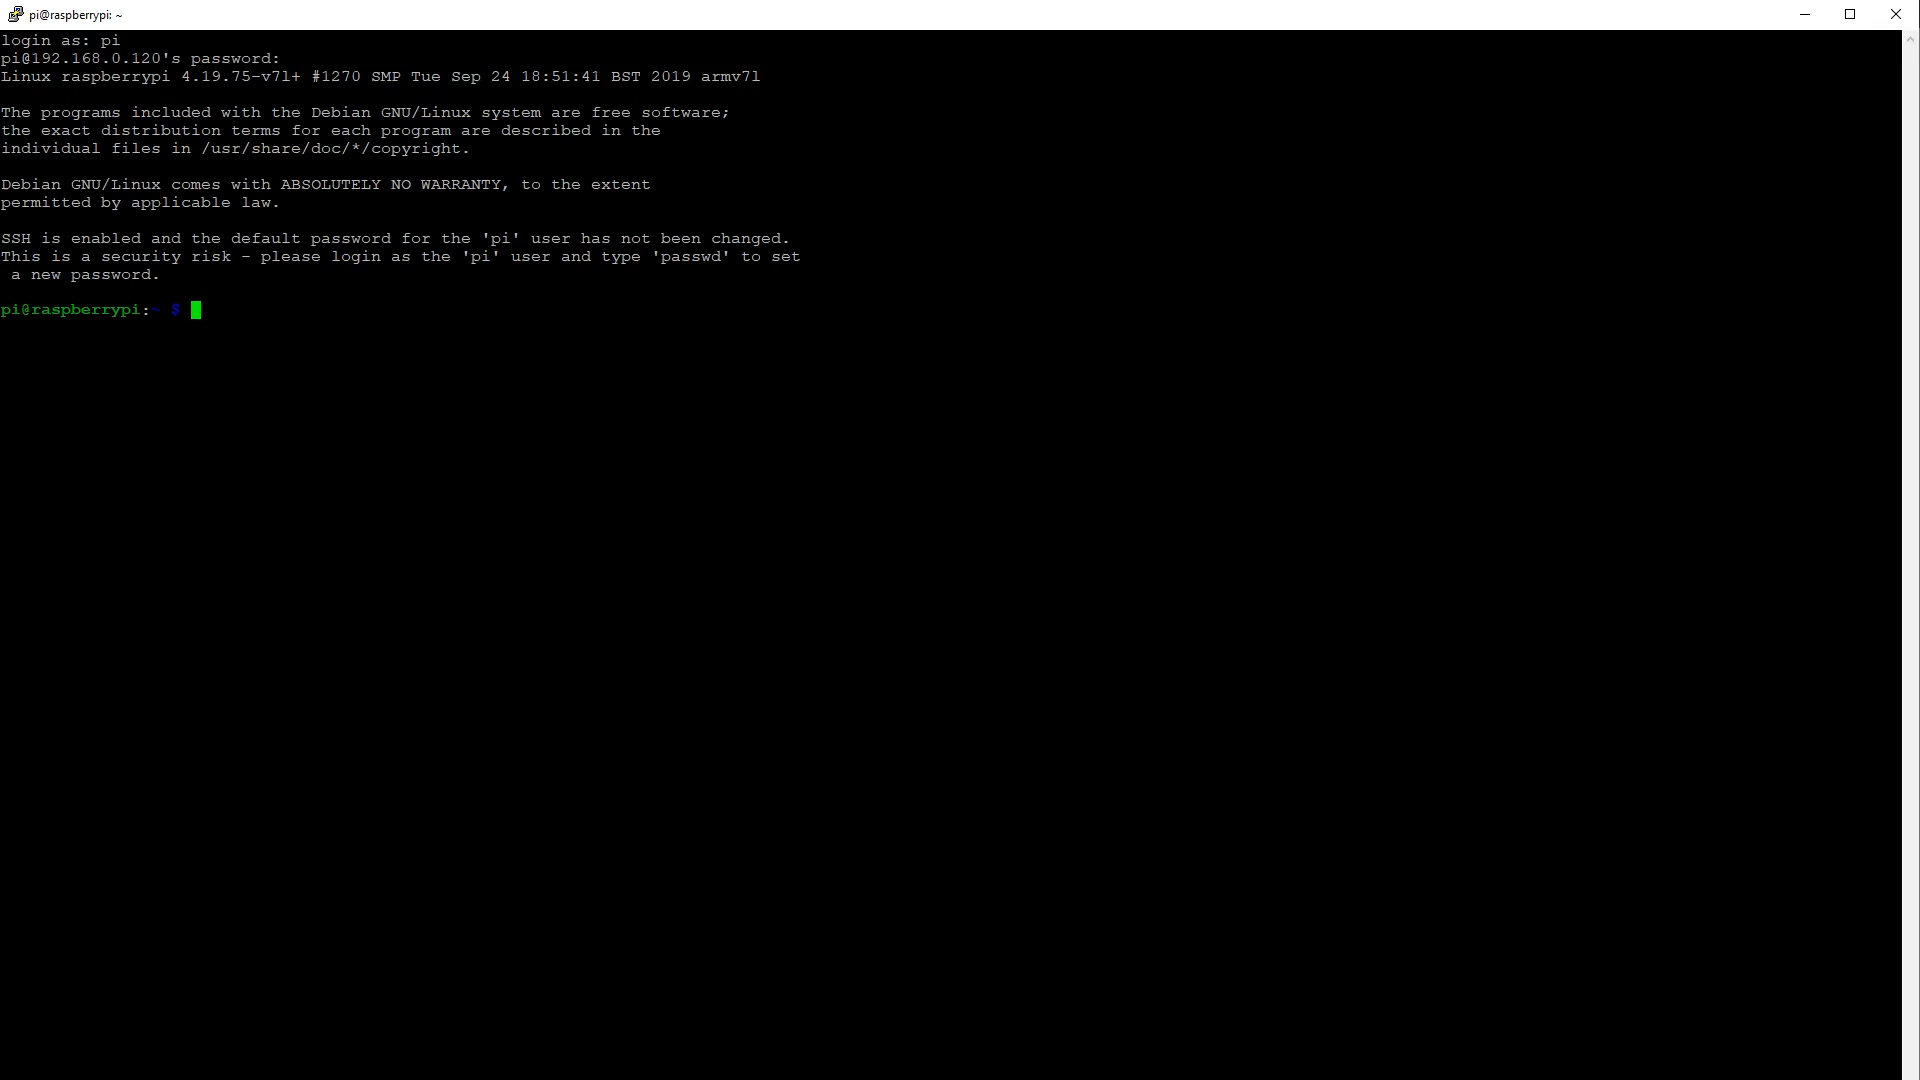 pi@raspberrypi: ~
login as: pi
pi@192.168.0.120's password:
Linux raspberrypi 4.19.75-v7l+ #1270 SMP Tue Sep 24 18:51:41 BST 2019 armv7l

The programs included with the Debian GNU/Linux system are free software;
the exact distribution terms for each program are described in the
individual files in /usr/share/doc/*/copyright.

Debian GNU/Linux comes with ABSOLUTELY NO WARRANTY, to the extent
permitted by applicable law.

SSH is enabled and the default password for the 'pi' user has not been changed.
This is a security risk - please login as the 'pi' user and type 'passwd' to set
 a new password.

pi@raspberrypi:~ $